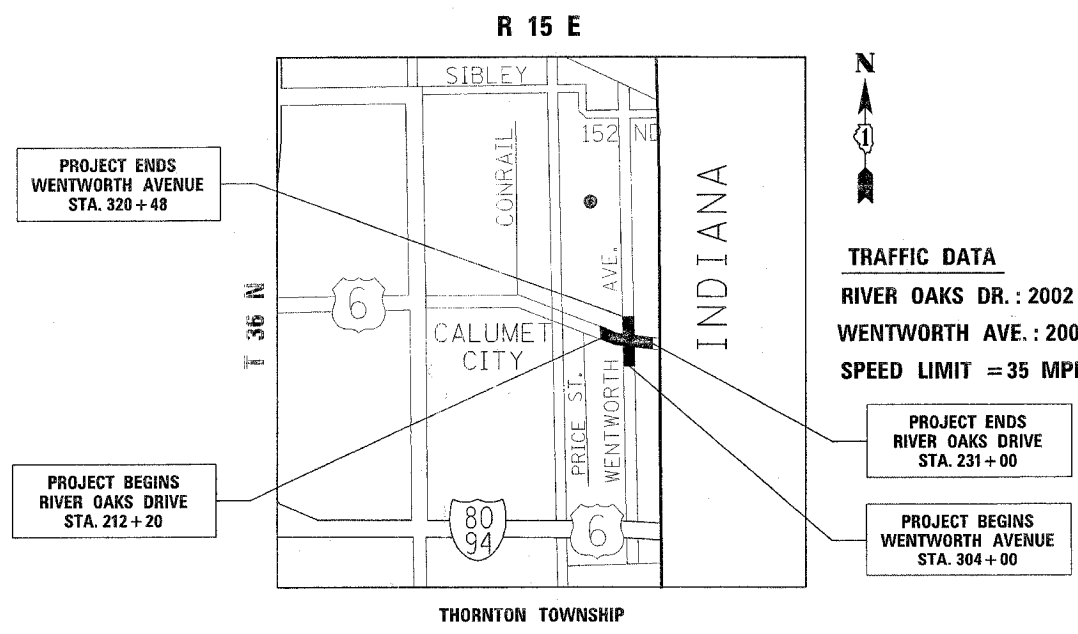 R 15 E
SIBLEY
N
152 ND
1
PROJECT ENDS
WENTWORTH AVENUE
STA. 320+48
CONRAIL
AVE.
INDIANA
TRAFFIC DATA
RIVER OAKS DR. : 2002
WENTWORTH AVE. : 200
SPEED LIMIT = 35
T 36 N
6
CALUMET
CITY
PRICE ST.
WENTWORTH
PROJECT ENDS
RIVER OAKS DRIVE
STA. 231+00
PROJECT BEGINS
RIVER OAKS DRIVE
STA. 212+20
80
94
6
PROJECT BEGINS
WENTWORTH AVENUE
STA. 304+00
THORNTON TOWNSHIP